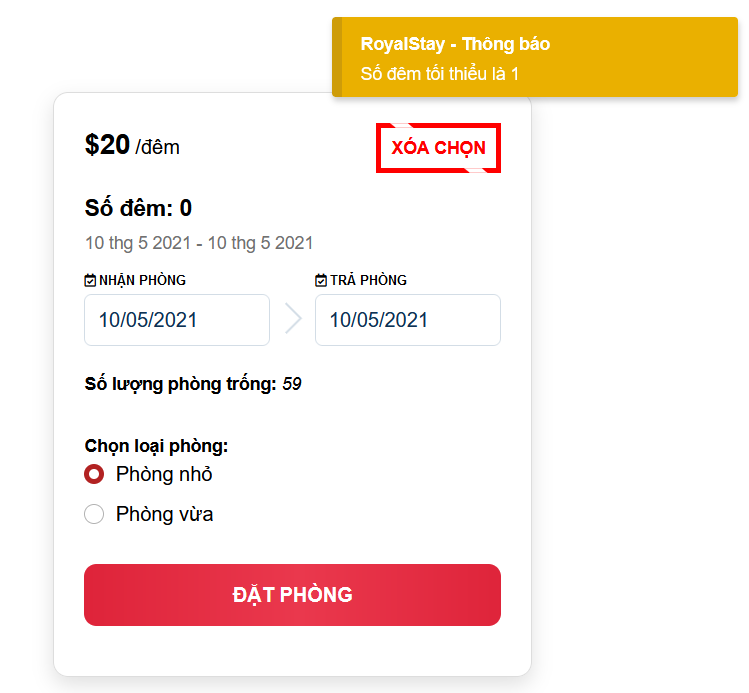 RoyalStay - Thông báo
Số đêm tối thiểu là 1
$20 /đêm
XÓA CHỌN
Số đêm: 0
10 thg 5 2021 - 10 thg 5 2021
NHẬN PHÒNG
TRẢ PHÒNG
10/05/2021
10/05/2021
Số lượng phòng trống: 59
Chọn loại phòng:
Phòng nhỏ
Phòng vừa
ĐẶT PHÒNG